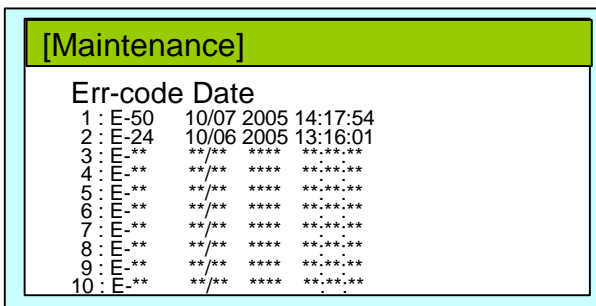 [Maintenance]
Err-code Date
1 : E-50 10/07 2005 14:17:54
2 : E-24 10/06 2005 13:16:01
3 : E-** **/** **** **:**:**
4 : E-** **/** **** **:**:**
5 : E-** **/** **** **:**:**
6 : E-** **/** **** **:**:**
7 : E-** **/** **** **:**:**
8 : E-** **/** **** **:**:**
9 : E-** **/** **** **:**:**
10 : E-** **/** **** **:**:**